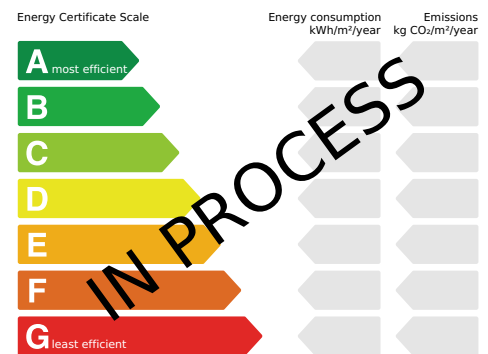 Energy Certificate Scale
Energy consumption
kWh/m²/year
Emissions
kg CO₂/m²/year
A most efficient
B
C
D
E
F
G least efficient
IN PROCESS